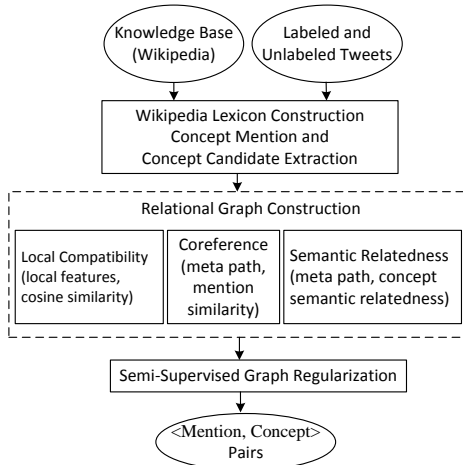 Knowledge Base
(Wikipedia)
Labeled and
Unlabeled Tweets
Wikipedia Lexicon Construction
Concept Mention and
Concept Candidate Extraction
Relational Graph Construction
Local Compatibility
(local features,
cosine similarity)
Coreference
(meta path,
mention
similarity)
Semantic Relatedness
(meta path, concept
semantic relatedness)
Semi-Supervised Graph Regularization
<Mention, Concept>
Pairs